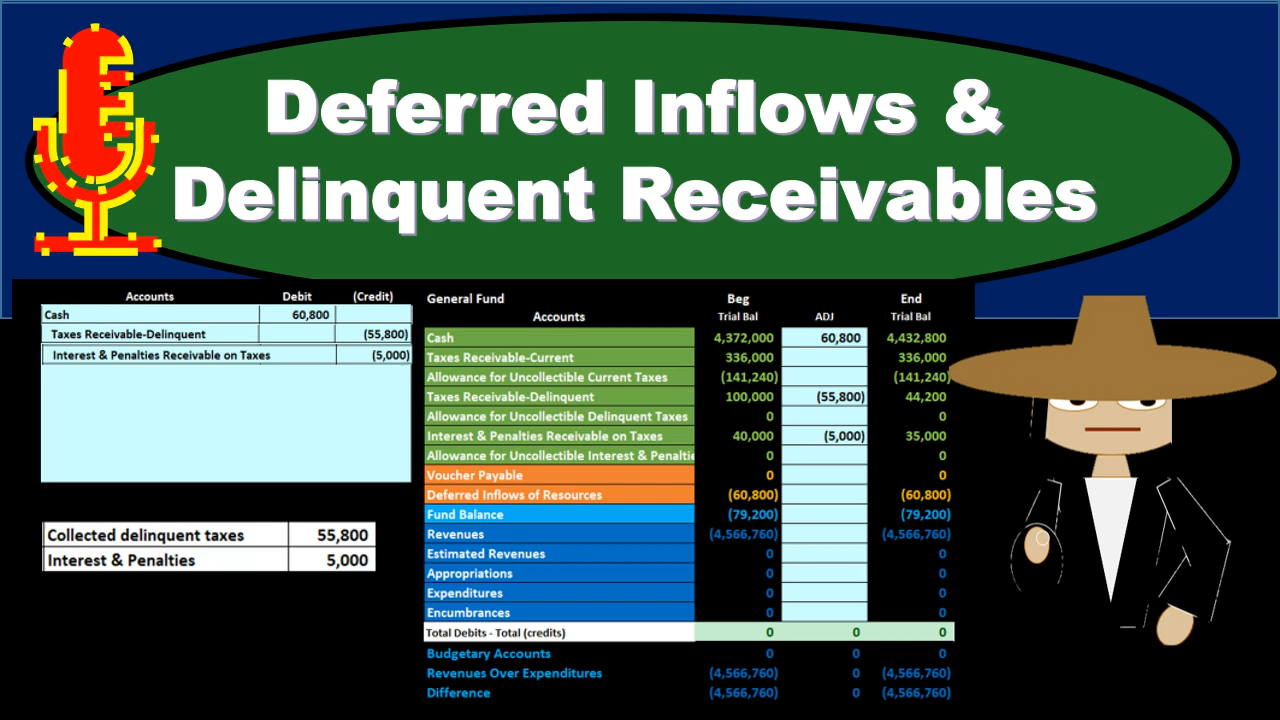 Deferred Inflows &
Delinquent Receivables
Accounts Debit (Credit)
Cash 60,800
Taxes Receivable-Delinquent (55,800)
Interest & Penalties Receivable on Taxes (5,000)
Collected delinquent taxes 55,800
Interest & Penalties 5,000
General Fund Beg End
Accounts Trial Bal ADJ Trial Bal
Cash 4,372,000 60,800 4,432,800
Taxes Receivable-Current 336,000 336,000
Allowance for Uncollectible Current Taxes (141,240) (141,240)
Taxes Receivable-Delinquent 100,000 (55,800) 44,200
Allowance for Uncollectible Delinquent Taxes 0 0
Interest & Penalties Receivable on Taxes 40,000 (5,000) 35,000
Allowance for Uncollectible Interest & Penaltie 0 0
Voucher Payable 0 0
Deferred Inflows of Resources (60,800) (60,800)
Fund Balance (79,200) (79,200)
Revenues (4,566,760) (4,566,760)
Estimated Revenues 0 0
Appropriations 0 0
Expenditures 0 0
Encumbrances 0 0
Total Debits - Total (credits) 0 0 0
Budgetary Accounts 0 0 0
Revenues Over Expenditures (4,566,760) 0 (4,566,760)
Difference (4,566,760) 0 (4,566,760)